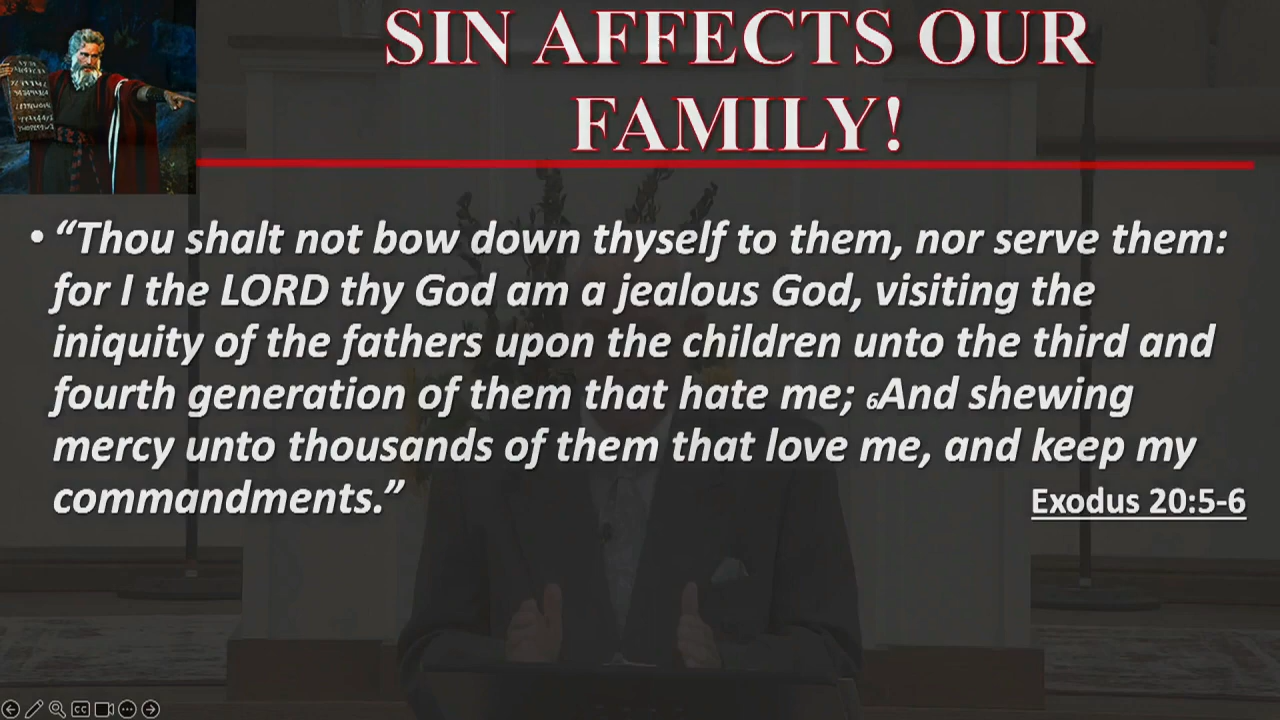 SIN AFFECTS OUR
FAMILY!
• “Thou shalt not bow down thyself to them, nor serve them:
for I the LORD thy God am a jealous God, visiting the
iniquity of the fathers upon the children unto the third and
fourth generation of them that hate me; 6And shewing
mercy unto thousands of them that love me, and keep my
commandments.”
Exodus 20:5-6
CC